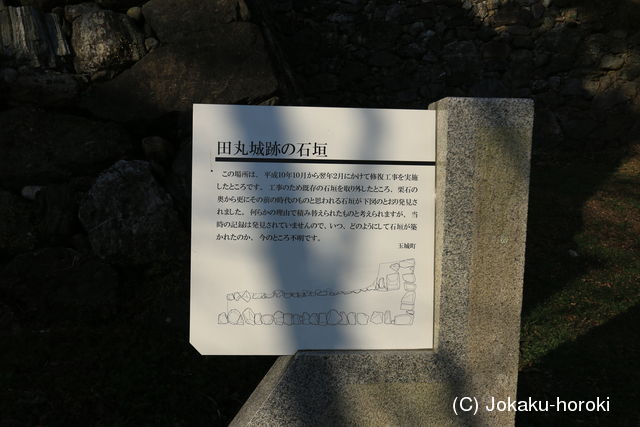 田丸城跡の石垣
この場所は、平成10年10月から翌年2月にかけて修復工事を実施
したところです。工事のため既存の石垣を取り外したところ、栗石の
奥から更にその前の時代のものと思われる石垣が下図のとおり発見さ
れました。何らかの理由で積み替えられたものと考えられますが、当
時の記録は発見されていませんので、いつ、どのようにして石垣が築
かれたのか、今のところ不明です。
玉城町
(C) Jokaku-horoki